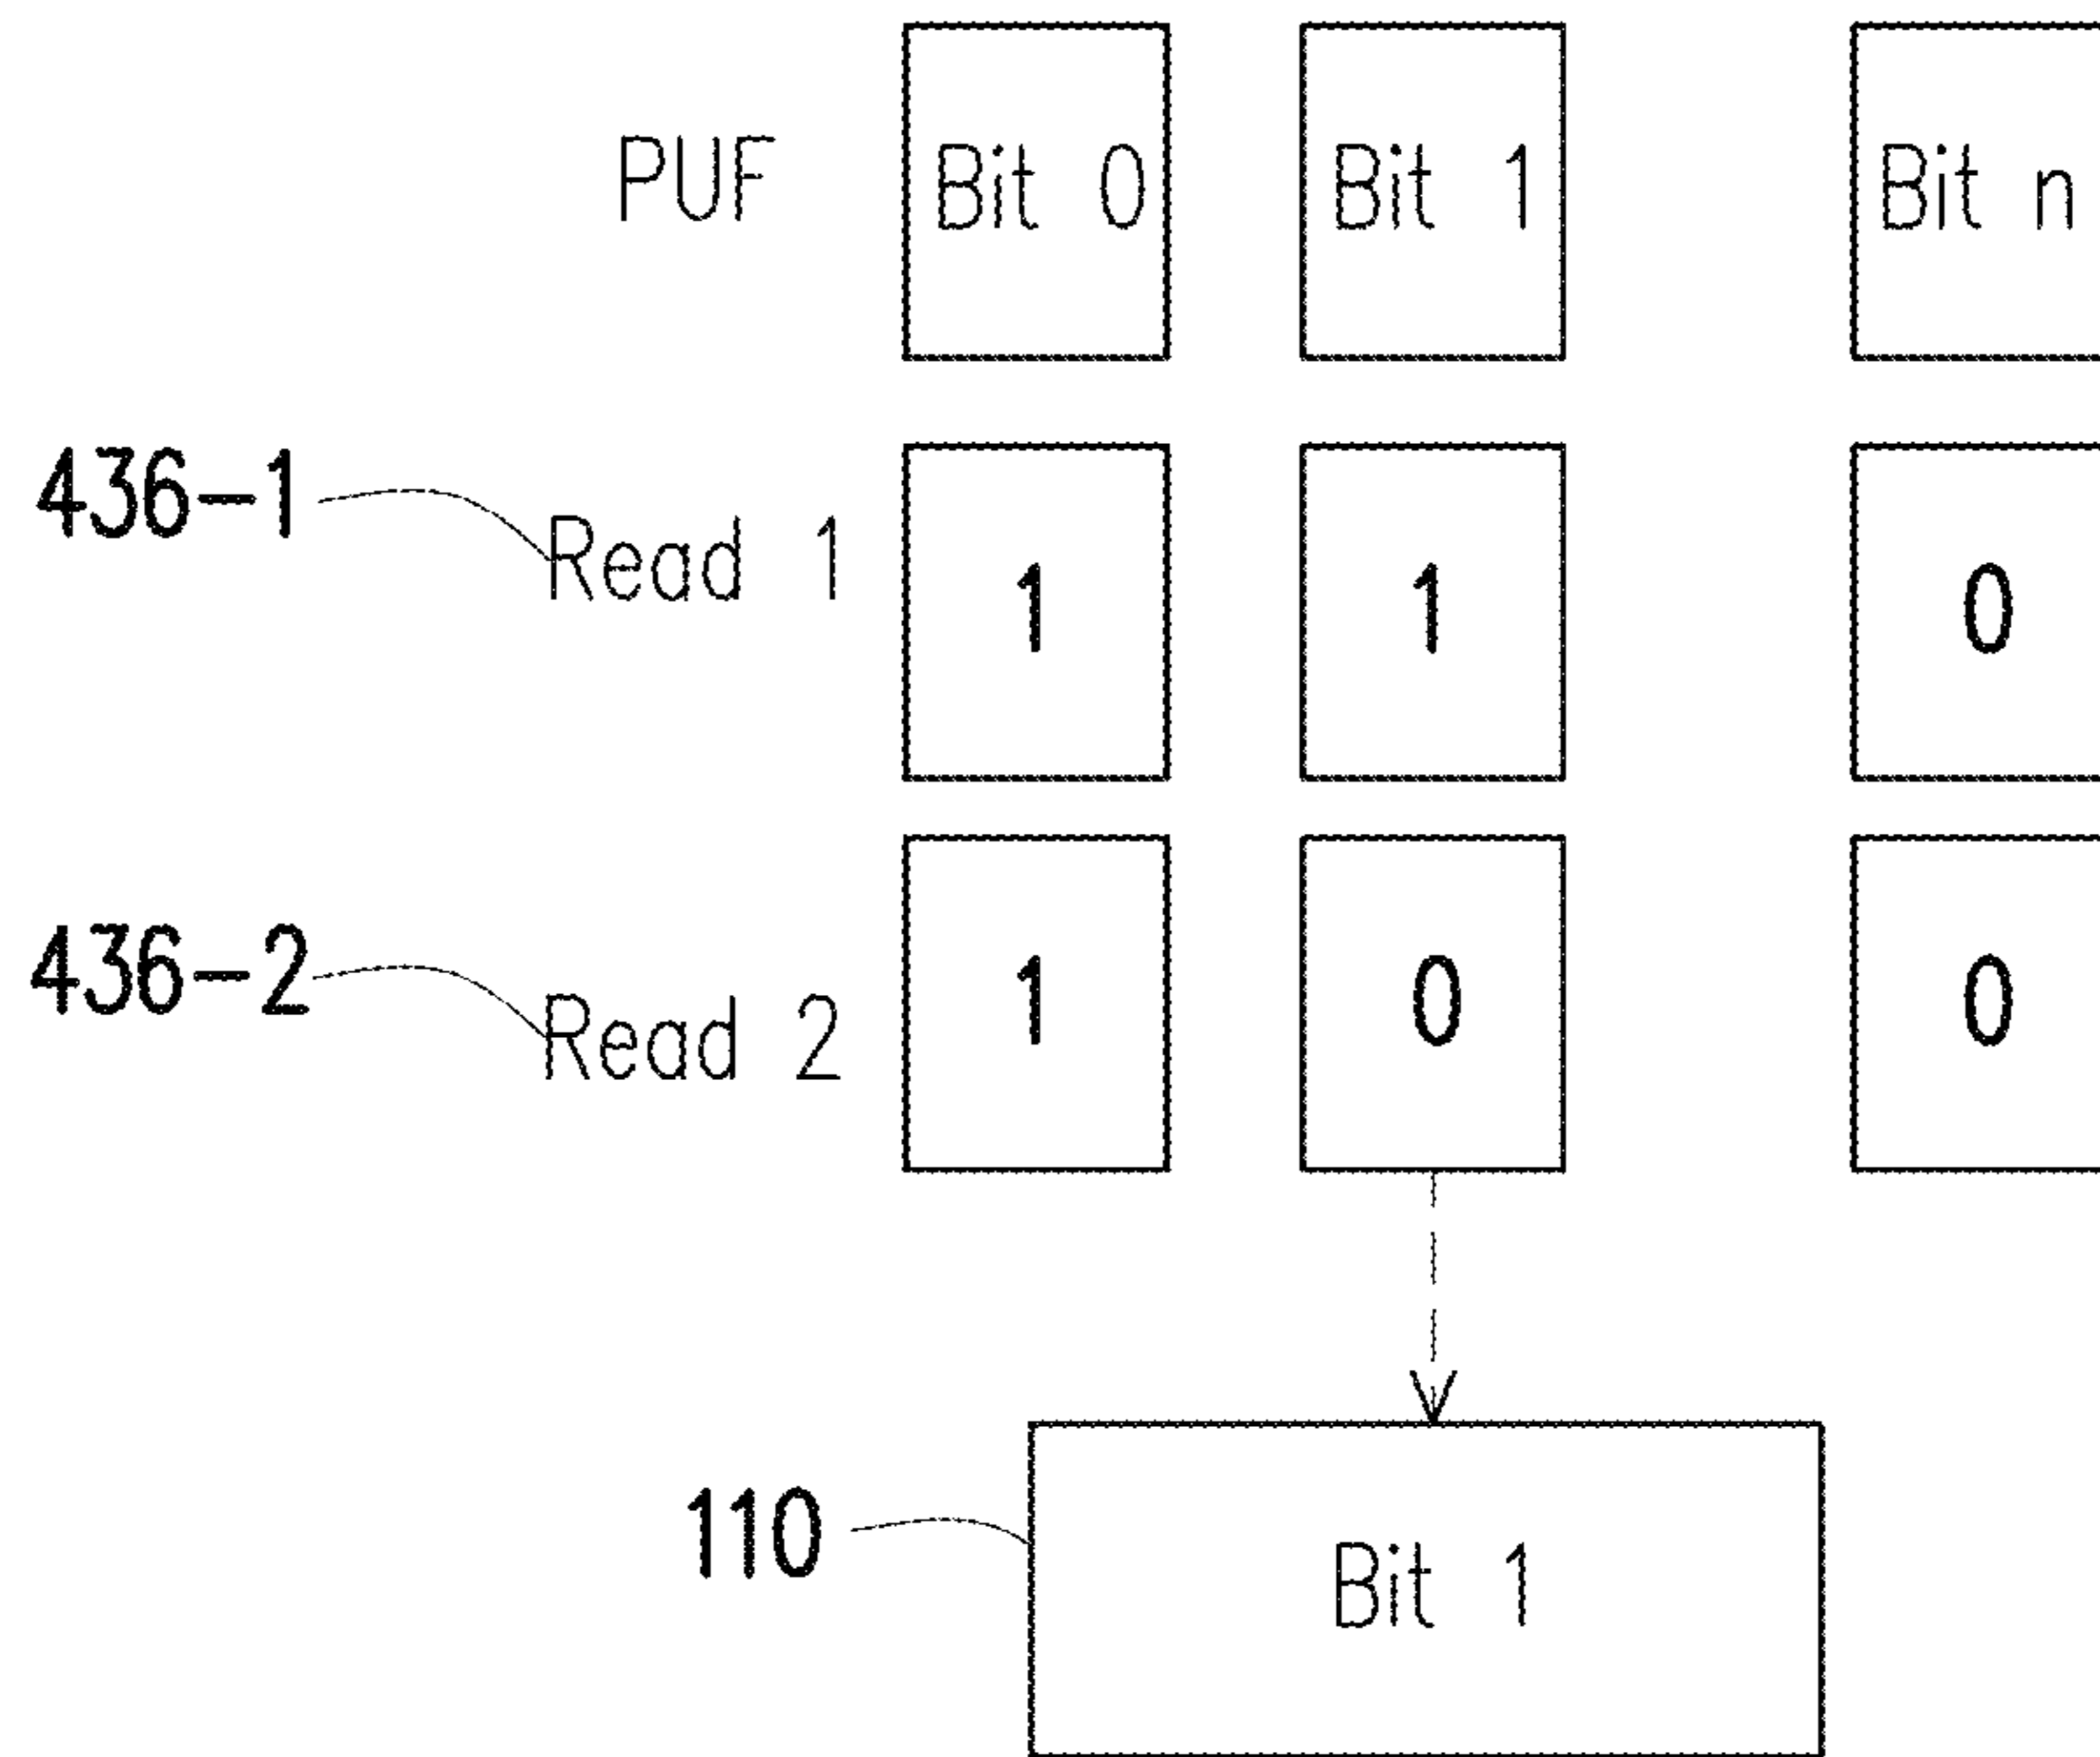 PUF Bit 0 Bit 1 Bit n
436-1 Read 1 1 1 0
436-2 Read 2 1 0 0
110 Bit 1